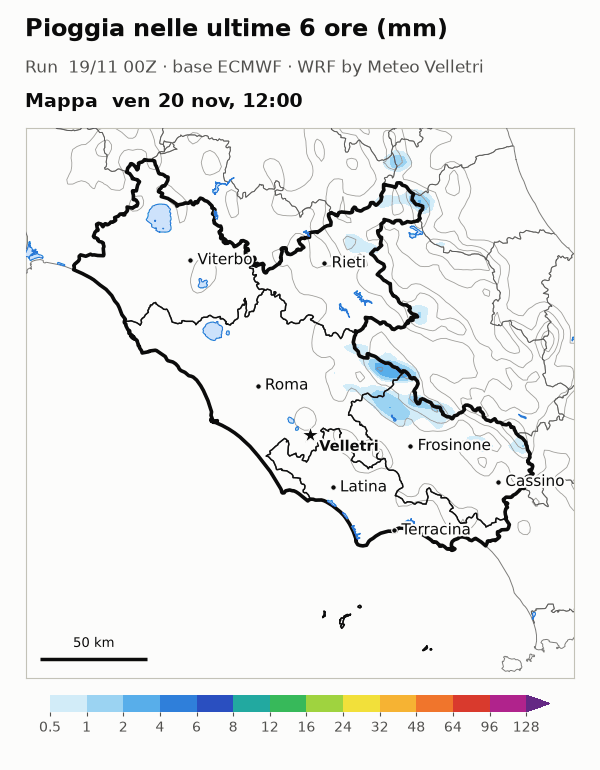 Pioggia nelle ultime 6 ore (mm)
Run  19/11 00Z · base ECMWF · WRF by Meteo Velletri
Mappa  ven 20 nov, 12:00
Viterbo
Rieti
Roma
Velletri
Frosinone
Latina
Cassino
Terracina
50 km
0.5 1 2 4 6 8 12 16 24 32 48 64 96 128